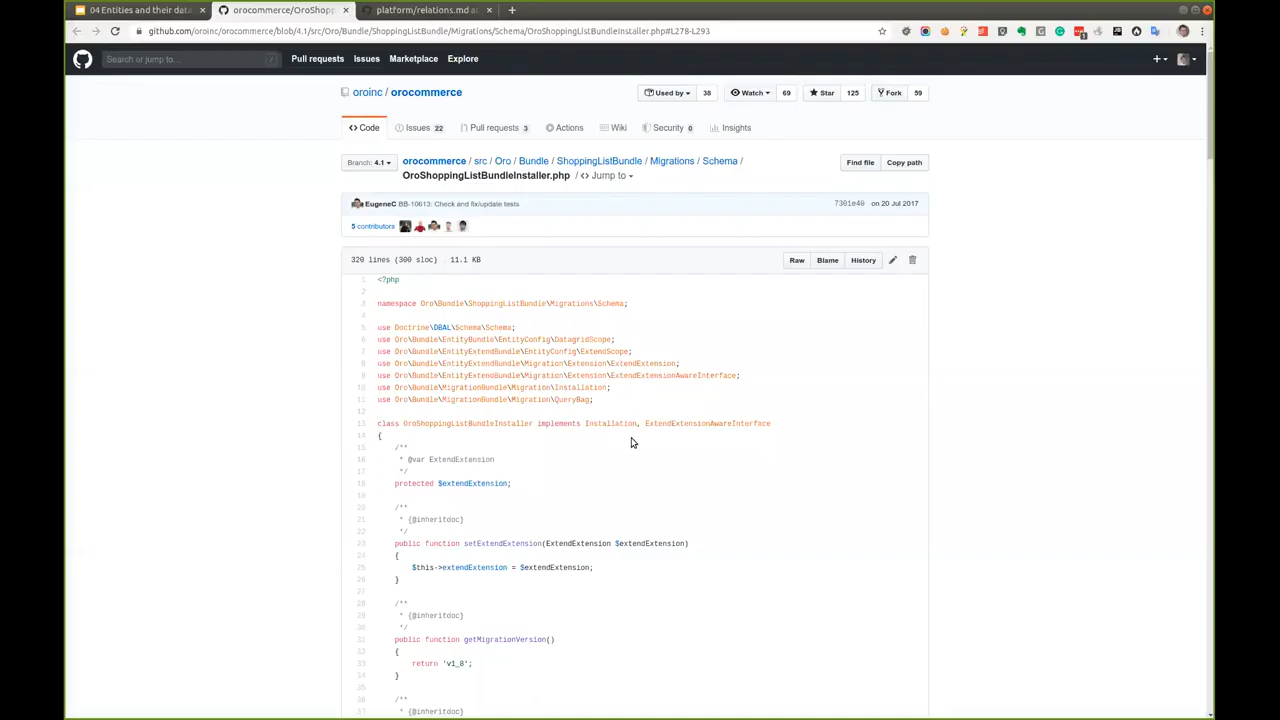 04 Entities and their data
orocommerce/OroShopp
platform/relations.md at
github.com/oroinc/orocommerce/blob/4.1/src/Oro/Bundle/ShoppingListBundle/Migrations/Schema/OroShoppingListBundleInstaller.php#L278-L293
Search or jump to... /
Pull requests Issues Marketplace Explore
oroinc / orocommerce
Used by 38 Watch 69 Star 125 Fork 59
Code Issues 22 Pull requests 3 Actions Wiki Security 0 Insights
Branch: 4.1 orocommerce / src / Oro / Bundle / ShoppingListBundle / Migrations / Schema /
OroShoppingListBundleInstaller.php / <> Jump to
Find file Copy path
EugeneC BB-10613: Check and fix/update tests 7301e40 on 20 Jul 2017
5 contributors
320 lines (300 sloc) 11.1 KB Raw Blame History
1 <?php
2
3 namespace Oro\Bundle\ShoppingListBundle\Migrations\Schema;
4
5 use Doctrine\DBAL\Schema\Schema;
6 use Oro\Bundle\EntityBundle\EntityConfig\DatagridScope;
7 use Oro\Bundle\EntityExtendBundle\EntityConfig\ExtendScope;
8 use Oro\Bundle\EntityExtendBundle\Migration\Extension\ExtendExtension;
9 use Oro\Bundle\EntityExtendBundle\Migration\Extension\ExtendExtensionAwareInterface;
10 use Oro\Bundle\MigrationBundle\Migration\Installation;
11 use Oro\Bundle\MigrationBundle\Migration\QueryBag;
12
13 class OroShoppingListBundleInstaller implements Installation, ExtendExtensionAwareInterface
14 {
15 /**
16 * @var ExtendExtension
17 */
18 protected $extendExtension;
19
20 /**
21 * {@inheritdoc}
22 */
23 public function setExtendExtension(ExtendExtension $extendExtension)
24 {
25 $this->extendExtension = $extendExtension;
26 }
27
28 /**
29 * {@inheritdoc}
30 */
31 public function getMigrationVersion()
32 {
33 return 'v1_8';
34 }
35
36 /**
37 * {@inheritdoc}